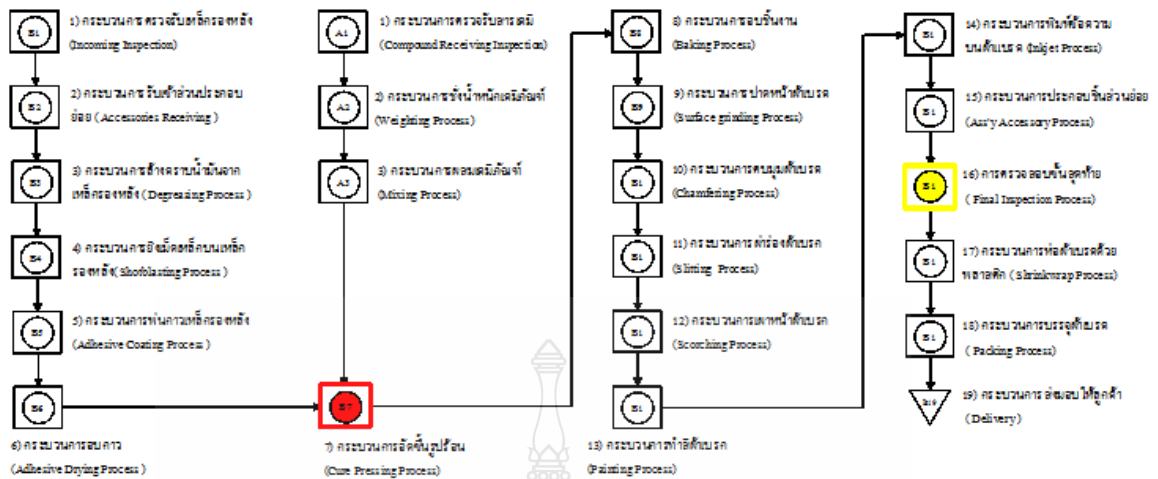 B1
1) กระบวนการตรวจรับเหล็กรองหลัง
(Incoming Inspection)
B2
2) กระบวนการรับเข้าส่วนประกอบ
ย่อย (Accessories Receiving )
B3
3) กระบวนการล้างคราบน้ำมันจาก
เหล็กรองหลัง (Degreasing Process )
B4
4) กระบวนการยิงเม็ดเหล็กบนเหล็ก
รองหลัง(Shotblasting Process )
B5
5) กระบวนการพ่นกาวเหล็กรองหลัง
(Adhesive Coating Process )
B6
6) กระบวนการอบกาว
(Adhesive Drying Process )
A1
1) กระบวนการตรวจรับสารเคมี
(Compound Receiving Inspection)
A2
2) กระบวนการชั่งน้ำหนักเคมีภัณฑ์
(Weighting Process)
A3
3) กระบวนการผสมเคมีภัณฑ์
(Mixing Process)
B7
7) กระบวนการอัดขึ้นรูปร้อน
(Cure Pressing Process)
B8
8) กระบวนการอบชิ้นงาน
(Baking Process)
B9
9) กระบวนการปาดหน้าผ้าเบรค
(Surface grinding Process)
B1
10) กระบวนการลบมุมผ้าเบรค
(Chamfering Process)
B1
11) กระบวนการผ่าร่องผ้าเบรค
(Slitting Process)
B1
12) กระบวนการเผาหน้าผ้าเบรค
(Scorching Process)
B1
13) กระบวนการทำสีผ้าเบรค
(Painting Process)
B1
14) กระบวนการพิมพ์ข้อความ
บนผ้าเบรค (Inkjet Process)
B1
15) กระบวนการประกอบชิ้นส่วนย่อย
(Ass'y Accessory Process)
B1
16) การตรวจสอบขั้นสุดท้าย
( Final Inspection Process)
B1
17) กระบวนการห่อผ้าเบรคด้วย
พลาสติก ( Shrinkwrap Process)
B1
18) กระบวนการบรรจุผ้าเบรค
( Packing Process)
B19
19) กระบวนการส่งมอบให้ลูกค้า
(Delivery )